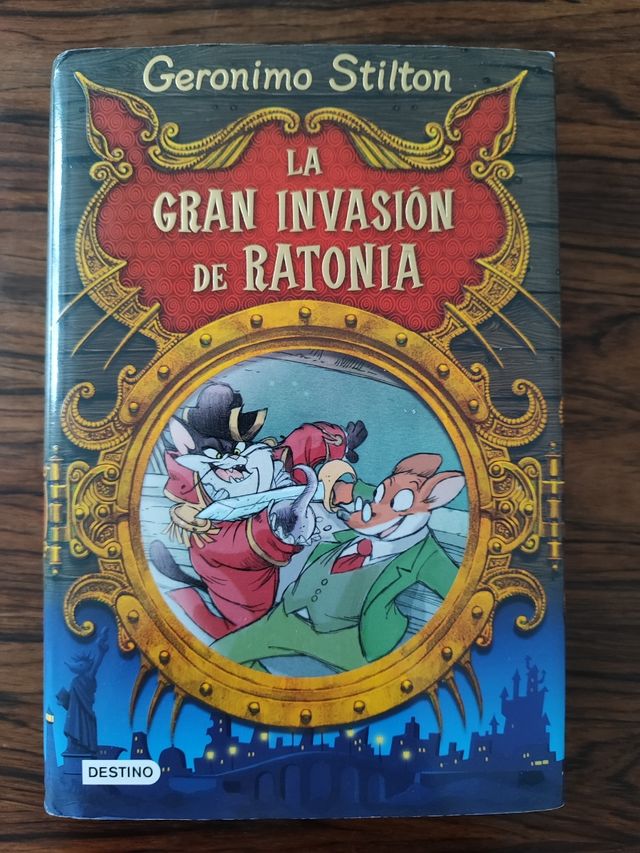 Geronimo Stilton
LA
GRAN INVASIÓN
DE RATONIA
DESTINO